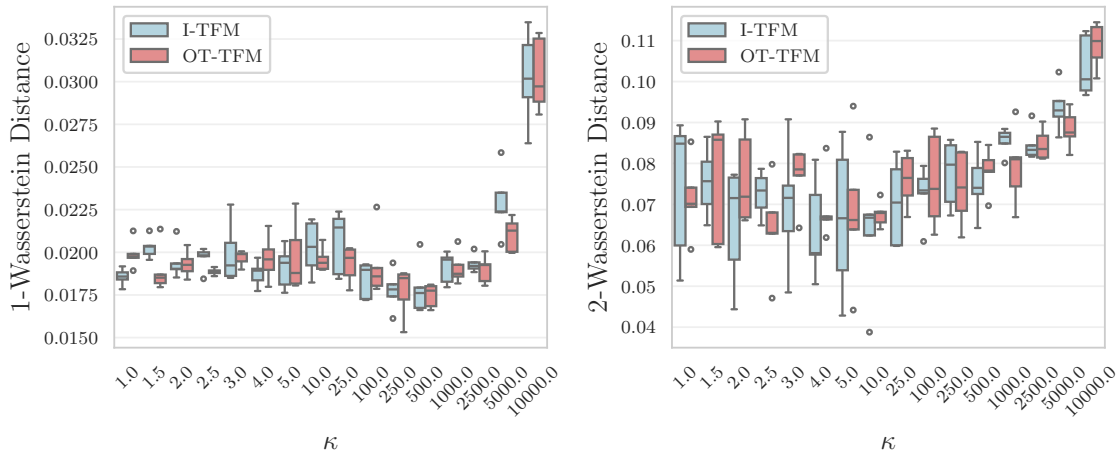 0.0325
0.0300
0.0275
0.0250
0.0225
0.0200
0.0175
0.0150
1-Wasserstein Distance
I-TFM
OT-TFM
1.0 1.5 2.0 2.5 3.0 4.0 5.0 10.0 25.0 100.0 250.0 500.0 1000.0 2500.0 5000.0 10000.0
κ
0.11
0.10
0.09
0.08
0.07
0.06
0.05
0.04
2-Wasserstein Distance
I-TFM
OT-TFM
1.0 1.5 2.0 2.5 3.0 4.0 5.0 10.0 25.0 100.0 250.0 500.0 1000.0 2500.0 5000.0 10000.0
κ